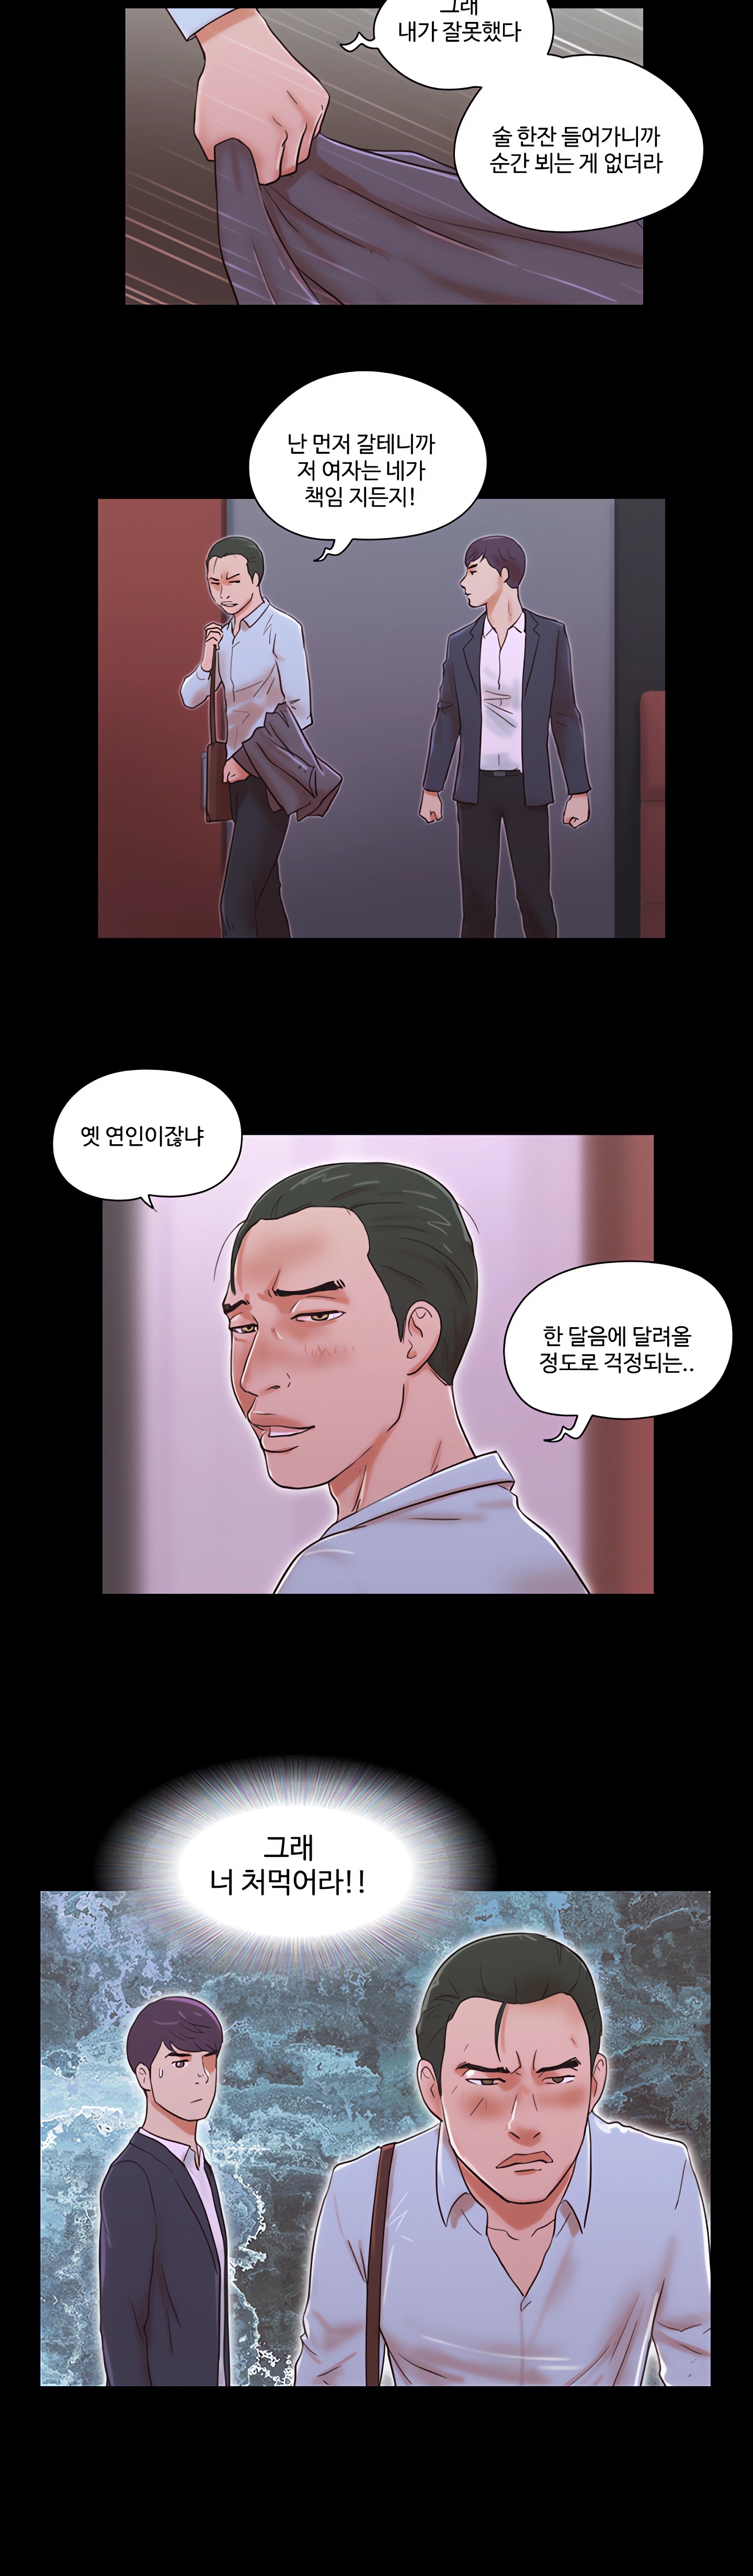 그래
내가 잘못했다
술 한잔 들어가니까
순간 뵈는 게 없더라
난 먼저 갈테니까
저 여자는 네가
책임 지든지!
옛 연인이잖냐
한 달음에 달려올
정도로 걱정되는..
그래
너 처먹어라!!